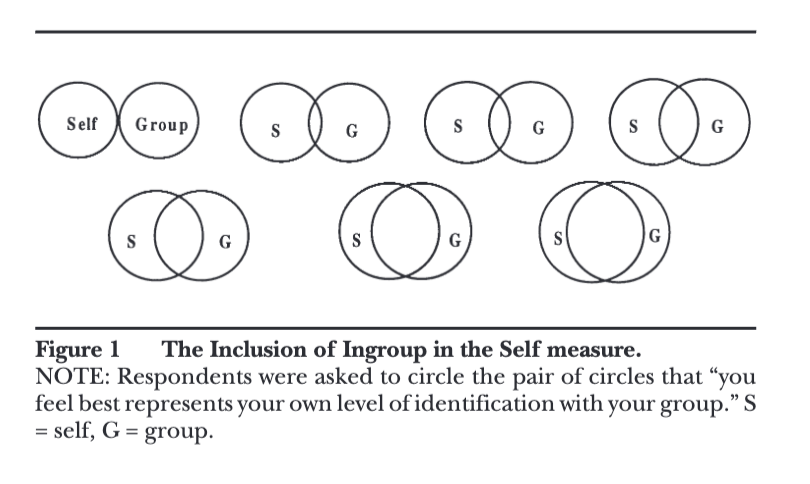 Self Group
S G
S G
S G
S G
S G
S G
Figure 1 The Inclusion of Ingroup in the Self measure.
NOTE: Respondents were asked to circle the pair of circles that “you
feel best represents your own level of identification with your group.” S
= self, G = group.